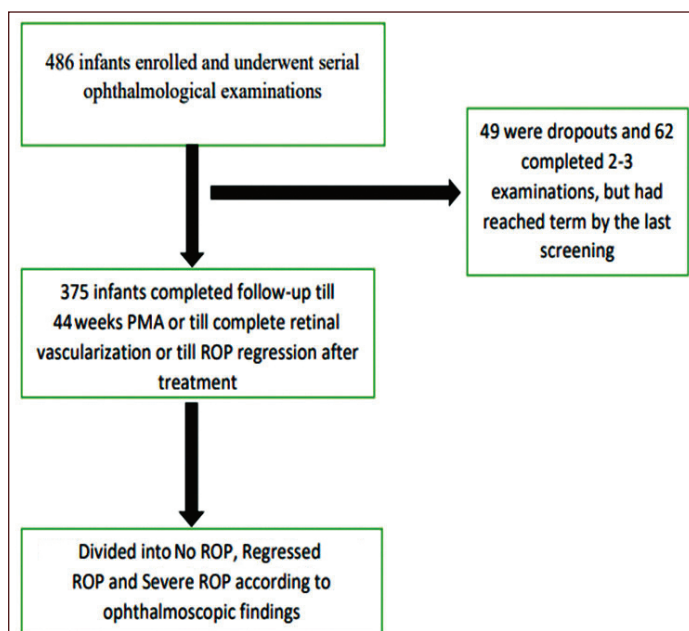 486 infants enrolled and underwent serial
ophthalmological examinations
49 were dropouts and 62
completed 2-3
examinations, but had
reached term by the last
screening
375 infants completed follow-up till
44 weeks PMA or till complete retinal
vascularization or till ROP regression after
treatment
Divided into No ROP, Regressed
ROP and Severe ROP according to
ophthalmoscopic findings